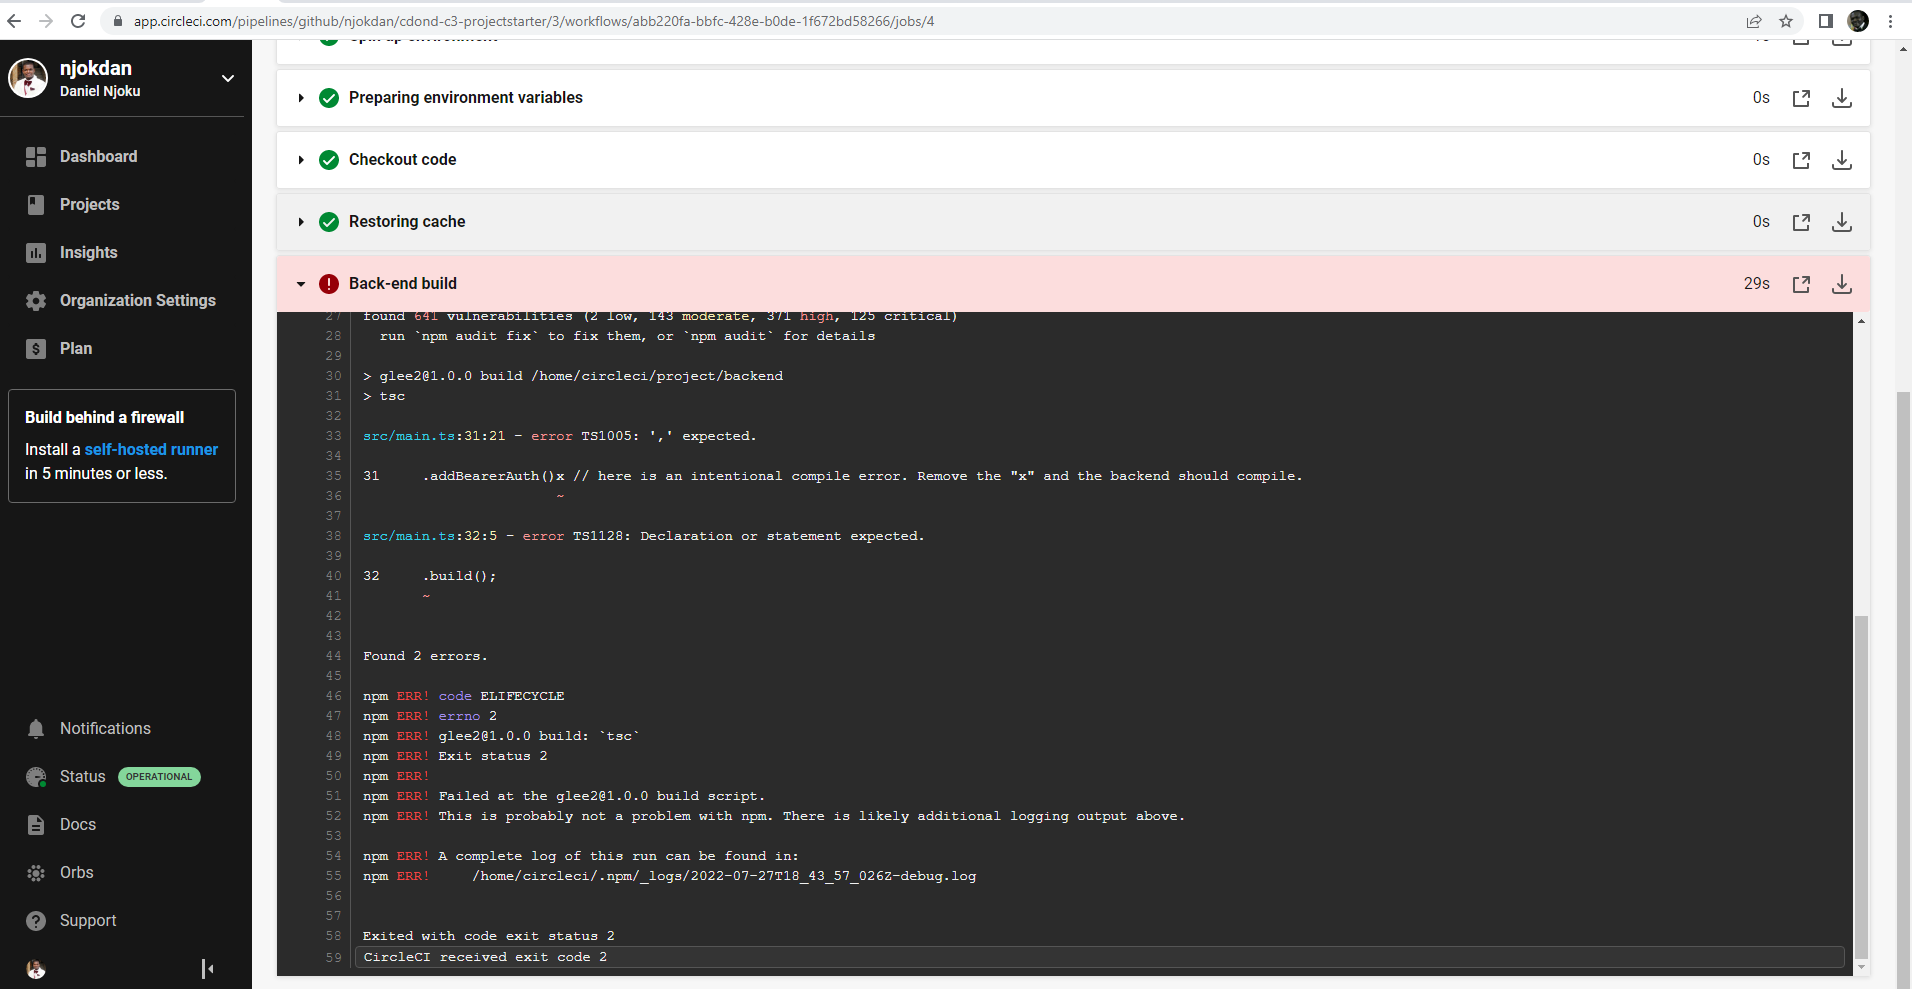 app.circleci.com/pipelines/github/njokdan/cdond-c3-projectstarter/3/workflows/abb220fa-bbfc-428e-b0de-1f672bd58266/jobs/4
njokdan
Daniel Njoku
Dashboard
Projects
Insights
Organization Settings
Plan
Build behind a firewall
Install a self-hosted runner
in 5 minutes or less.
Notifications
Status OPERATIONAL
Docs
Orbs
Support
Spin up environment
Preparing environment variables 0s
Checkout code 0s
Restoring cache 0s
Back-end build 29s
27 found 641 vulnerabilities (2 low, 143 moderate, 371 high, 125 critical)
28 run `npm audit fix` to fix them, or `npm audit` for details
29
30 > glee2@1.0.0 build /home/circleci/project/backend
31 > tsc
32
33 src/main.ts:31:21 - error TS1005: ',' expected.
34
35 31 .addBearerAuth()x // here is an intentional compile error. Remove the "x" and the backend should compile.
36 ~
37
38 src/main.ts:32:5 - error TS1128: Declaration or statement expected.
39
40 32 .build();
41 ~
42
43
44 Found 2 errors.
45
46 npm ERR! code ELIFECYCLE
47 npm ERR! errno 2
48 npm ERR! glee2@1.0.0 build: `tsc`
49 npm ERR! Exit status 2
50 npm ERR!
51 npm ERR! Failed at the glee2@1.0.0 build script.
52 npm ERR! This is probably not a problem with npm. There is likely additional logging output above.
53
54 npm ERR! A complete log of this run can be found in:
55 npm ERR! /home/circleci/.npm/_logs/2022-07-27T18_43_57_026Z-debug.log
56
57
58 Exited with code exit status 2
59 CircleCI received exit code 2